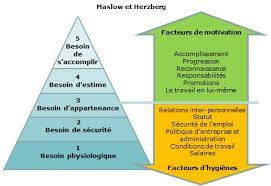 Maslow et Herzberg
5
Besoin
de
s'accomplir
4
Besoin d'estime
3
Besoin d'appartenance
2
Besoin de sécurité
1
Besoin physiologique
Facteurs de motivation
Accomplissement
Progression
Reconnaissance
Responsabilités
Promotions
Le travail en lui-même
Relations inter-personnelles
Statut
Sécurité de l'emploi
Politique d'entreprise et
administration
Conditions de travail
Salaires
Facteurs d'hygiènes